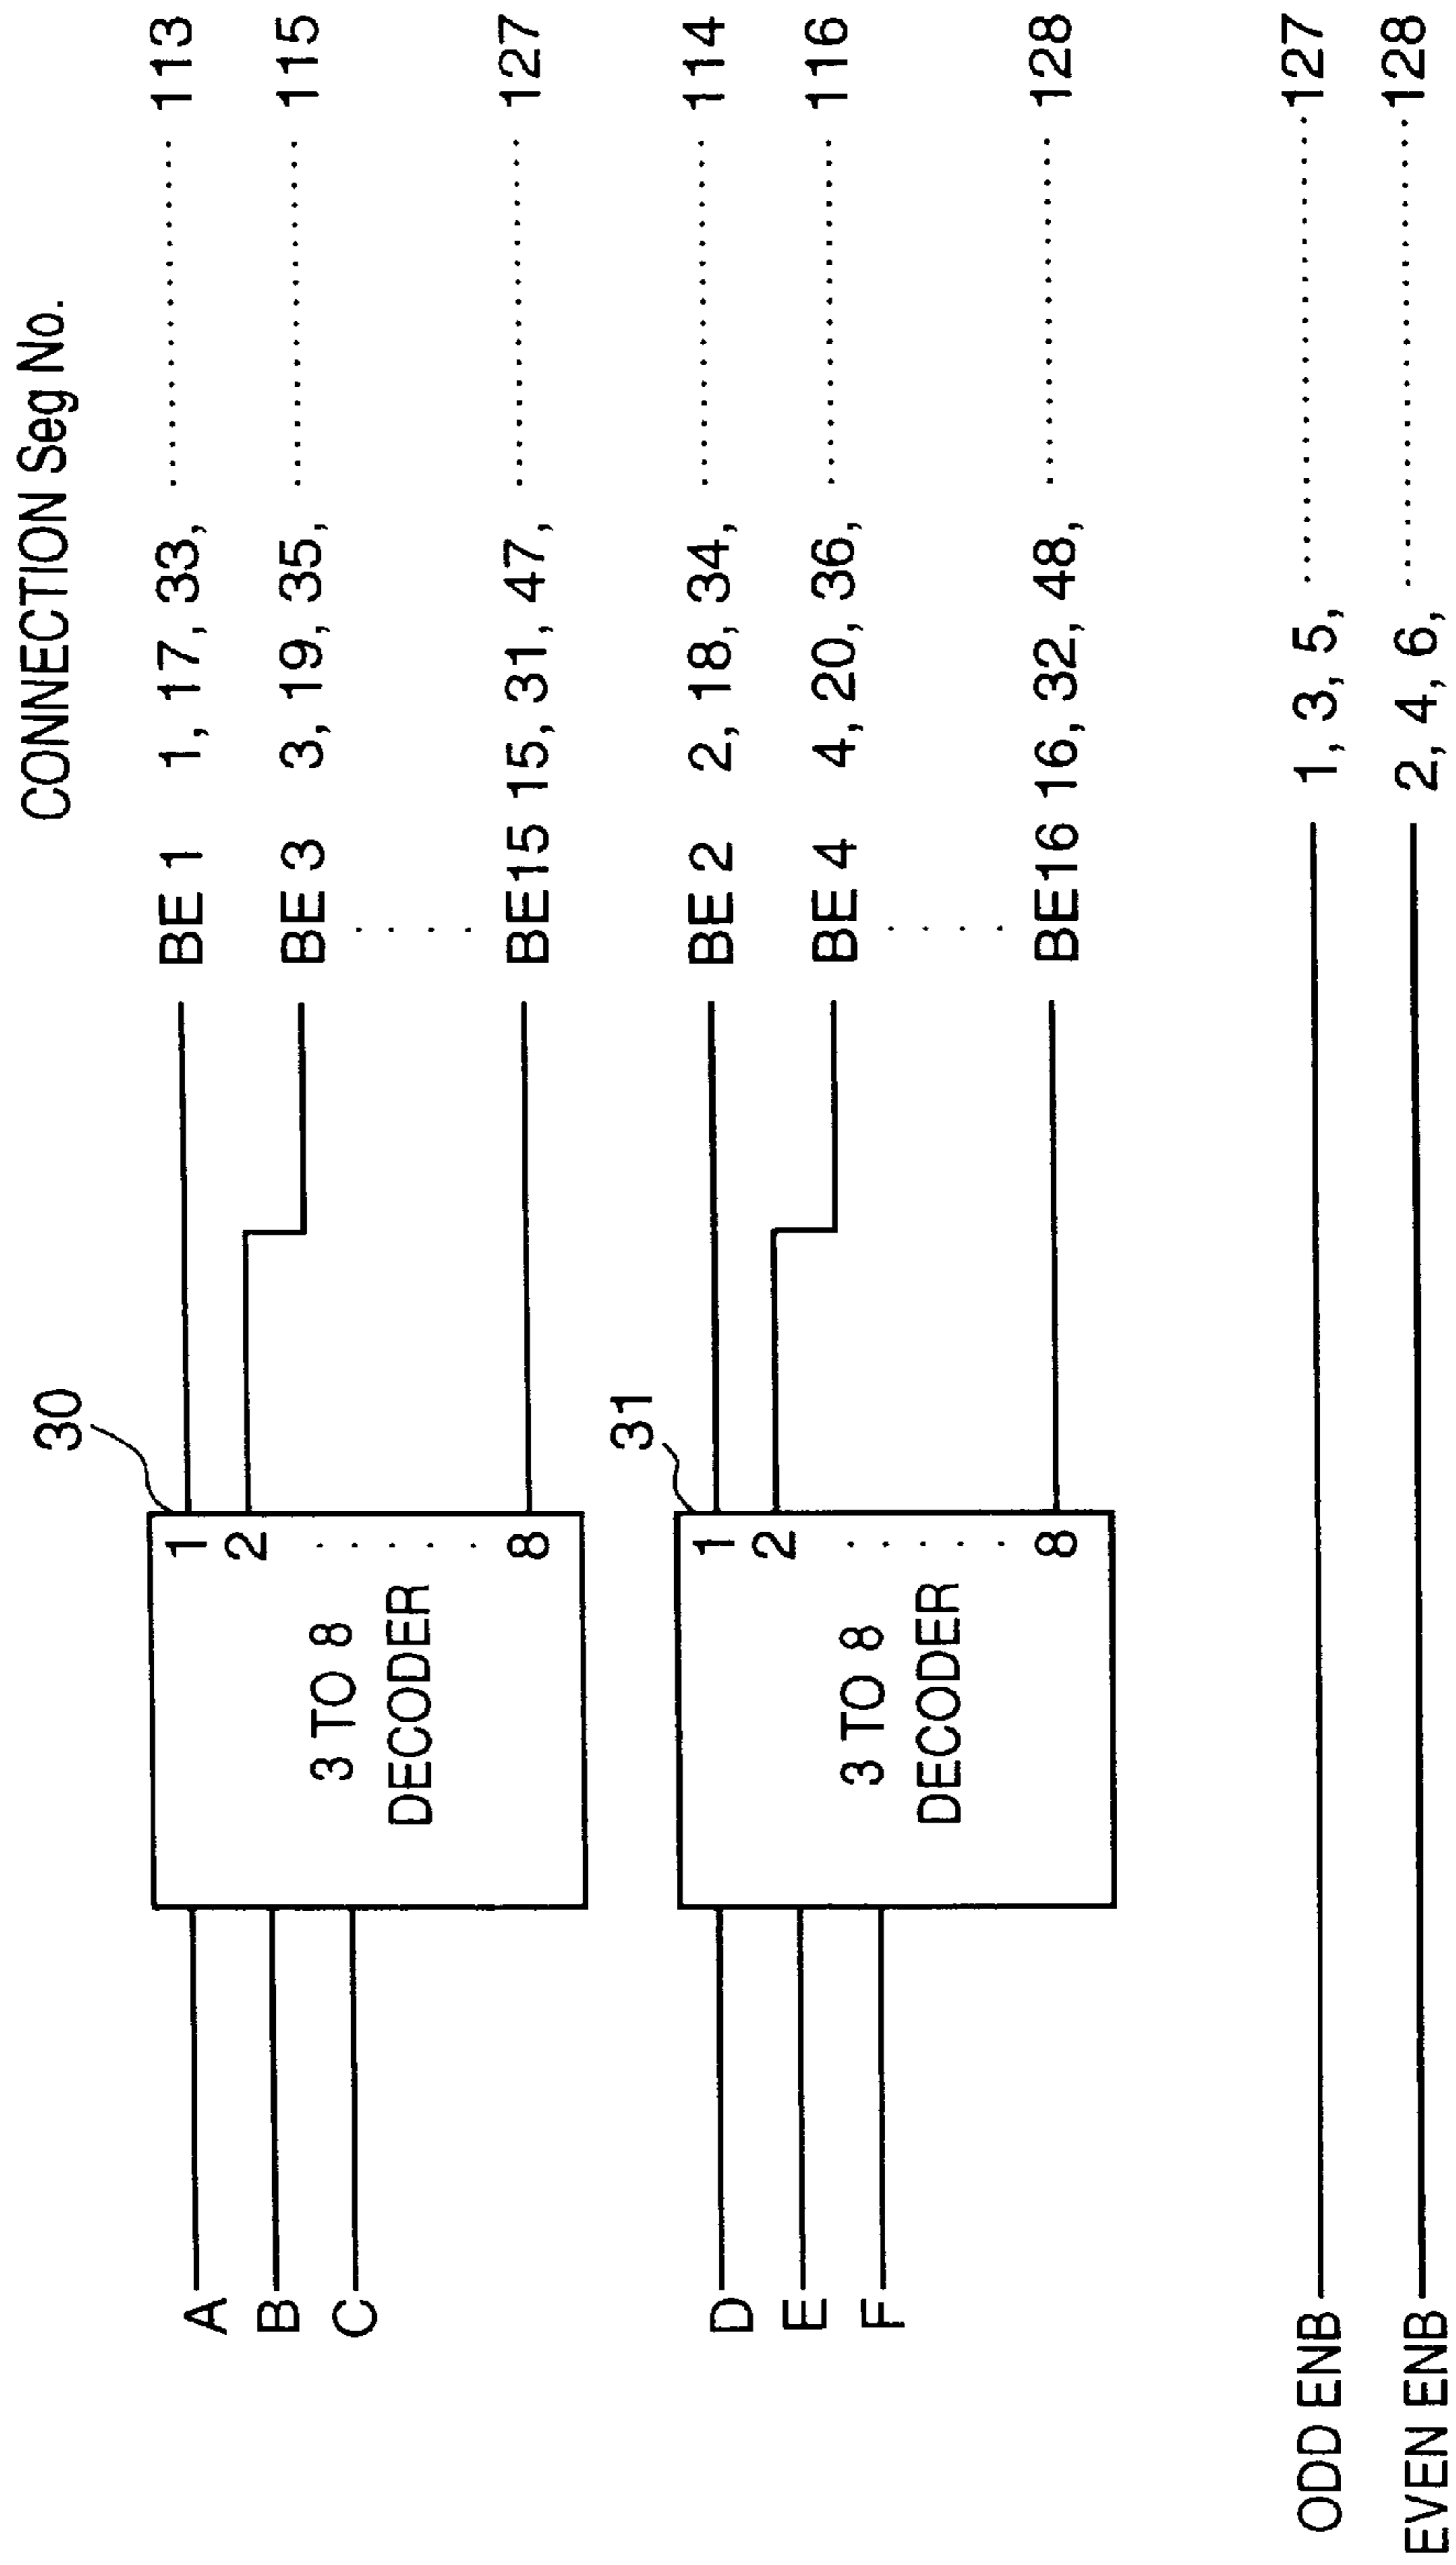 CONNECTION Seg No.
30
A
B
C
3 TO 8
DECODER
1
2
8
BE 1 1, 17, 33, ............... 113
BE 3 3, 19, 35, ............... 115
BE15 15, 31, 47, ............... 127
31
D
E
F
3 TO 8
DECODER
1
2
8
BE 2 2, 18, 34, ............... 114
BE 4 4, 20, 36, ............... 116
BE16 16, 32, 48, ............... 128
ODD ENB 1, 3, 5, .................... 127
EVEN ENB 2, 4, 6, .................... 128